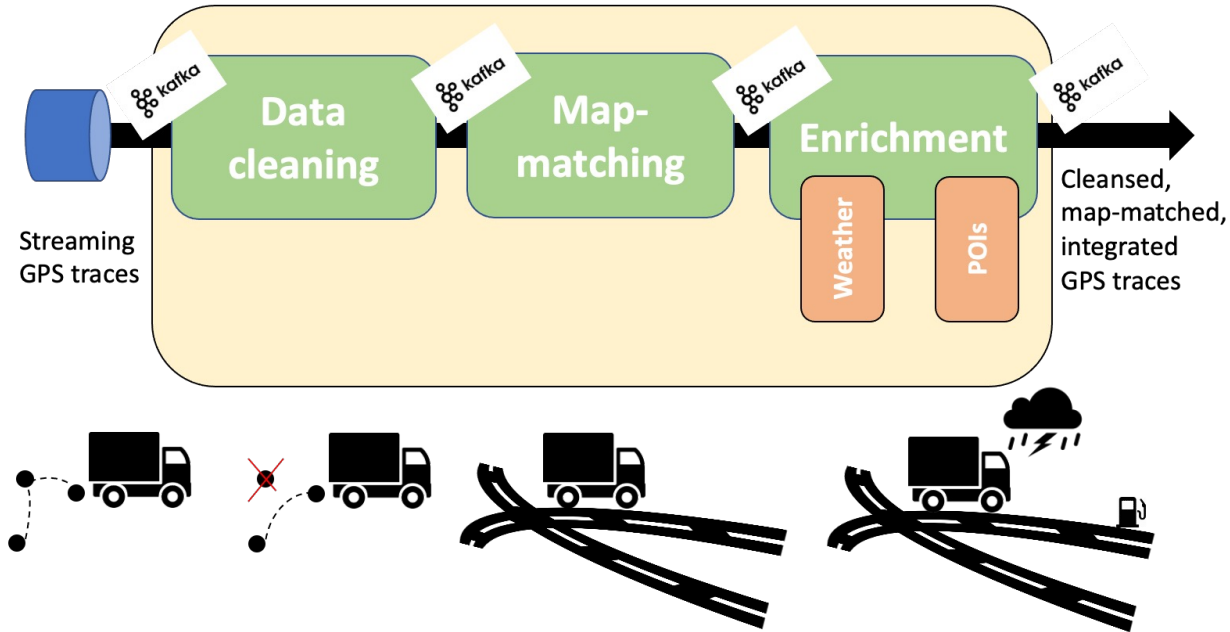 kafka
kafka
kafka
kafka
Data
cleaning
Map-
matching
Enrichment
Weather
POIs
Streaming
GPS traces
Cleansed,
map-matched,
integrated
GPS traces